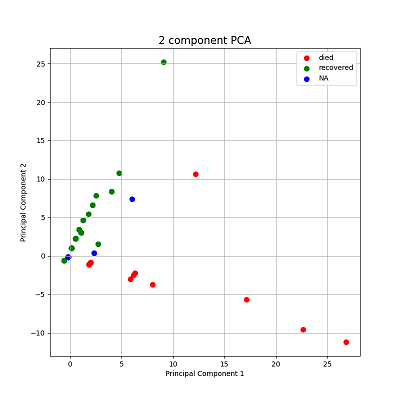 2 component PCA
died
recovered
NA
25
20
15
10
5
0
−5
−10
Principal Component 2
0
5
10
15
20
25
Principal Component 1